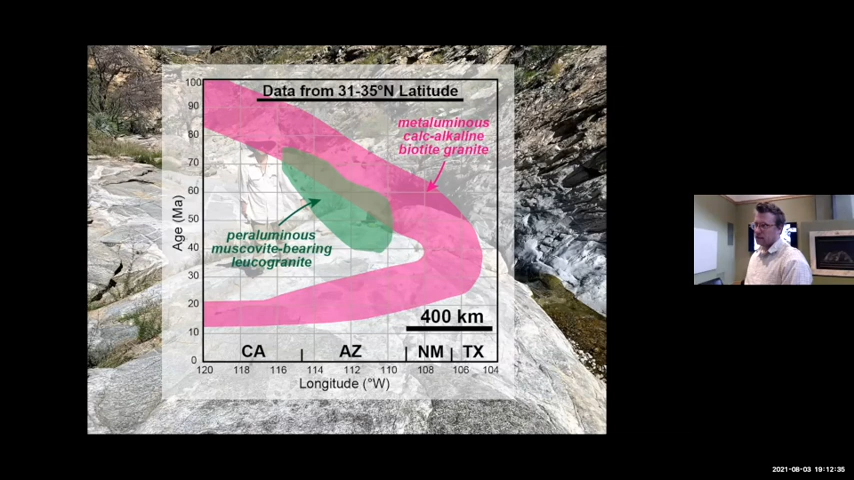 Data from 31-35°N Latitude
metaluminous
calc-alkaline
biotite granite
peraluminous
muscovite-bearing
leucogranite
Age (Ma)
100
90
80
70
60
50
40
30
20
10
0
400 km
CA | AZ | NM | TX
120 118 116 114 112 110 108 106 104
Longitude (°W)
2021-08-03 19:12:35